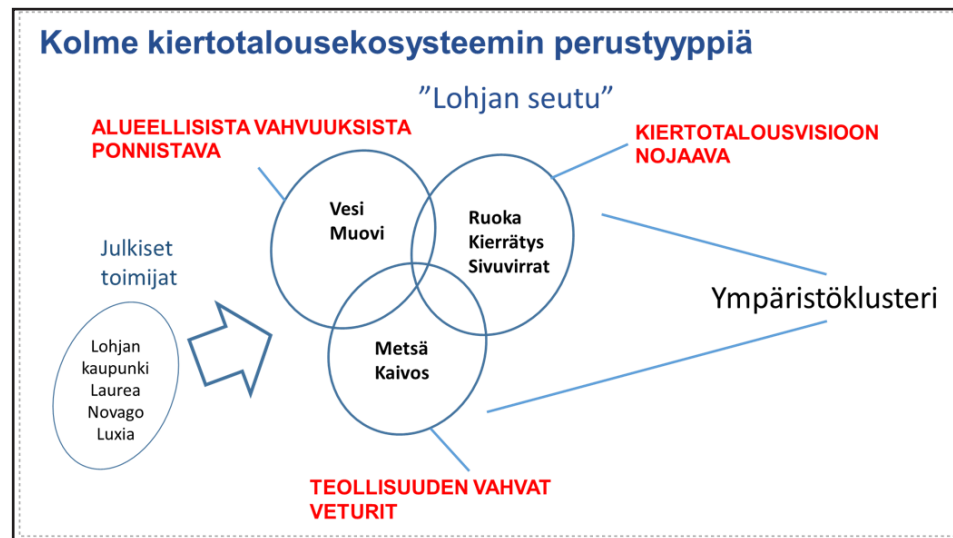 Kolme kiertotalousekosysteemin perustyyppiä
”Lohjan seutu”
ALUEELLISISTA VAHVUUKSISTA
PONNISTAVA
KIERTOTALOUSVISIOON
NOJAAVA
Vesi
Muovi
Ruoka
Kierrätys
Sivuvirrat
Julkiset
toimijat
Ympäristöklusteri
Lohjan
kaupunki
Laurea
Novago
Luxia
Metsä
Kaivos
TEOLLISUUDEN VAHVAT
VETURIT